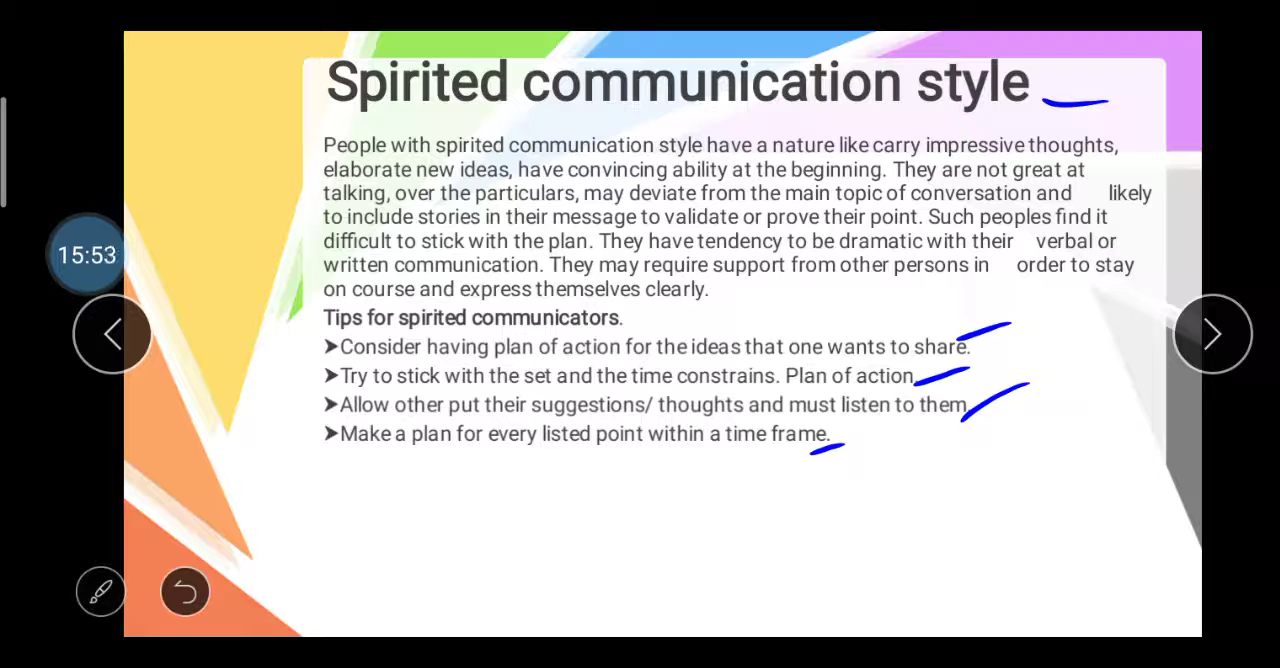 Spirited communication style
People with spirited communication style have a nature like carry impressive thoughts,
elaborate new ideas, have convincing ability at the beginning. They are not great at
talking, over the particulars, may deviate from the main topic of conversation and likely
to include stories in their message to validate or prove their point. Such peoples find it
difficult to stick with the plan. They have tendency to be dramatic with their verbal or
written communication. They may require support from other persons in order to stay
on course and express themselves clearly.
Tips for spirited communicators.
➤Consider having plan of action for the ideas that one wants to share.
➤Try to stick with the set and the time constrains. Plan of action.
➤Allow other put their suggestions/ thoughts and must listen to them.
➤Make a plan for every listed point within a time frame.
15:53